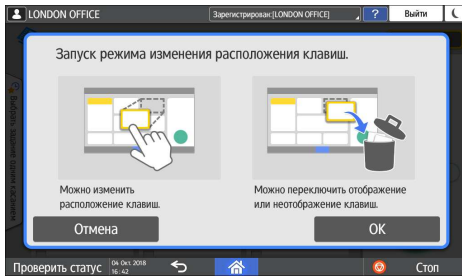 LONDON OFFICE
Зарегистрирован:[LONDON OFFICE]
?
Выйти
Запуск режима изменения расположения клавиш.
Можно изменить
расположение клавиш.
Можно переключить отображение
или неотображение клавиш.
Отмена
OK
Проверить статус
04 Окт. 2018
16:42
Стоп